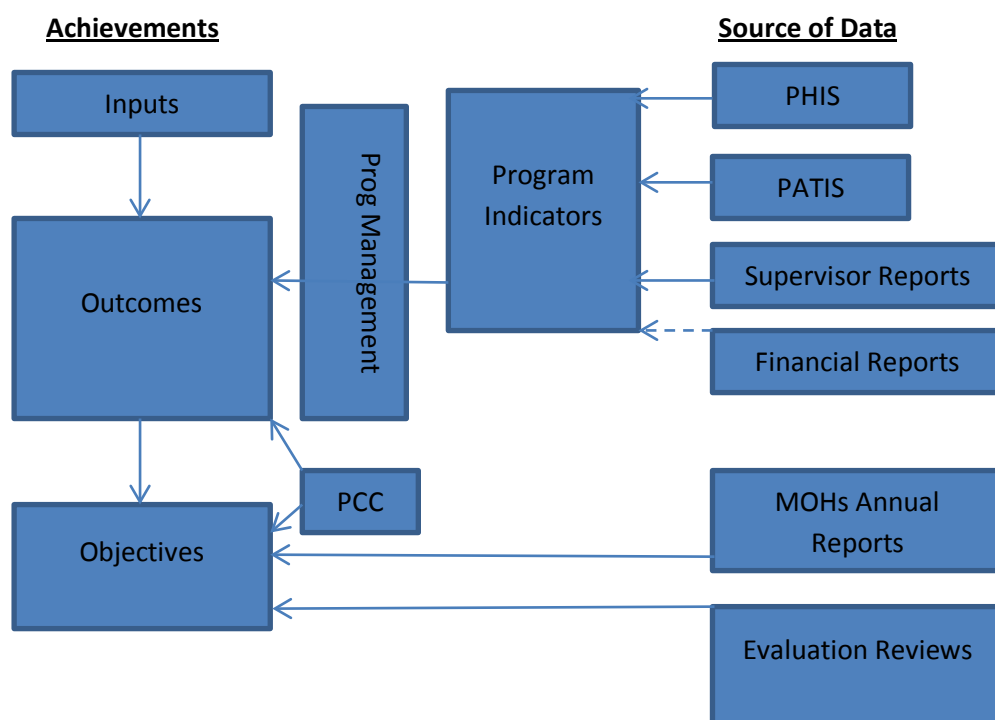 Achievements
Source of Data
Inputs
PHIS
Prog Management
Program
Indicators
PATIS
Outcomes
Supervisor Reports
Financial Reports
PCC
MOHs Annual
Reports
Objectives
Evaluation Reviews